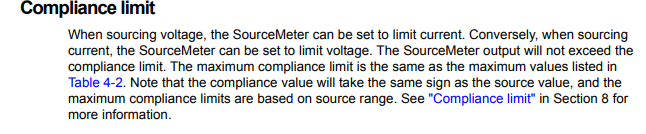 Compliance limit
When sourcing voltage, the SourceMeter can be set to limit current. Conversely, when sourcing
current, the SourceMeter can be set to limit voltage. The SourceMeter output will not exceed the
compliance limit. The maximum compliance limit is the same as the maximum values listed in
Table 4-2. Note that the compliance value will take the same sign as the source value, and the
maximum compliance limits are based on source range. See "Compliance limit" in Section 8 for
more information.